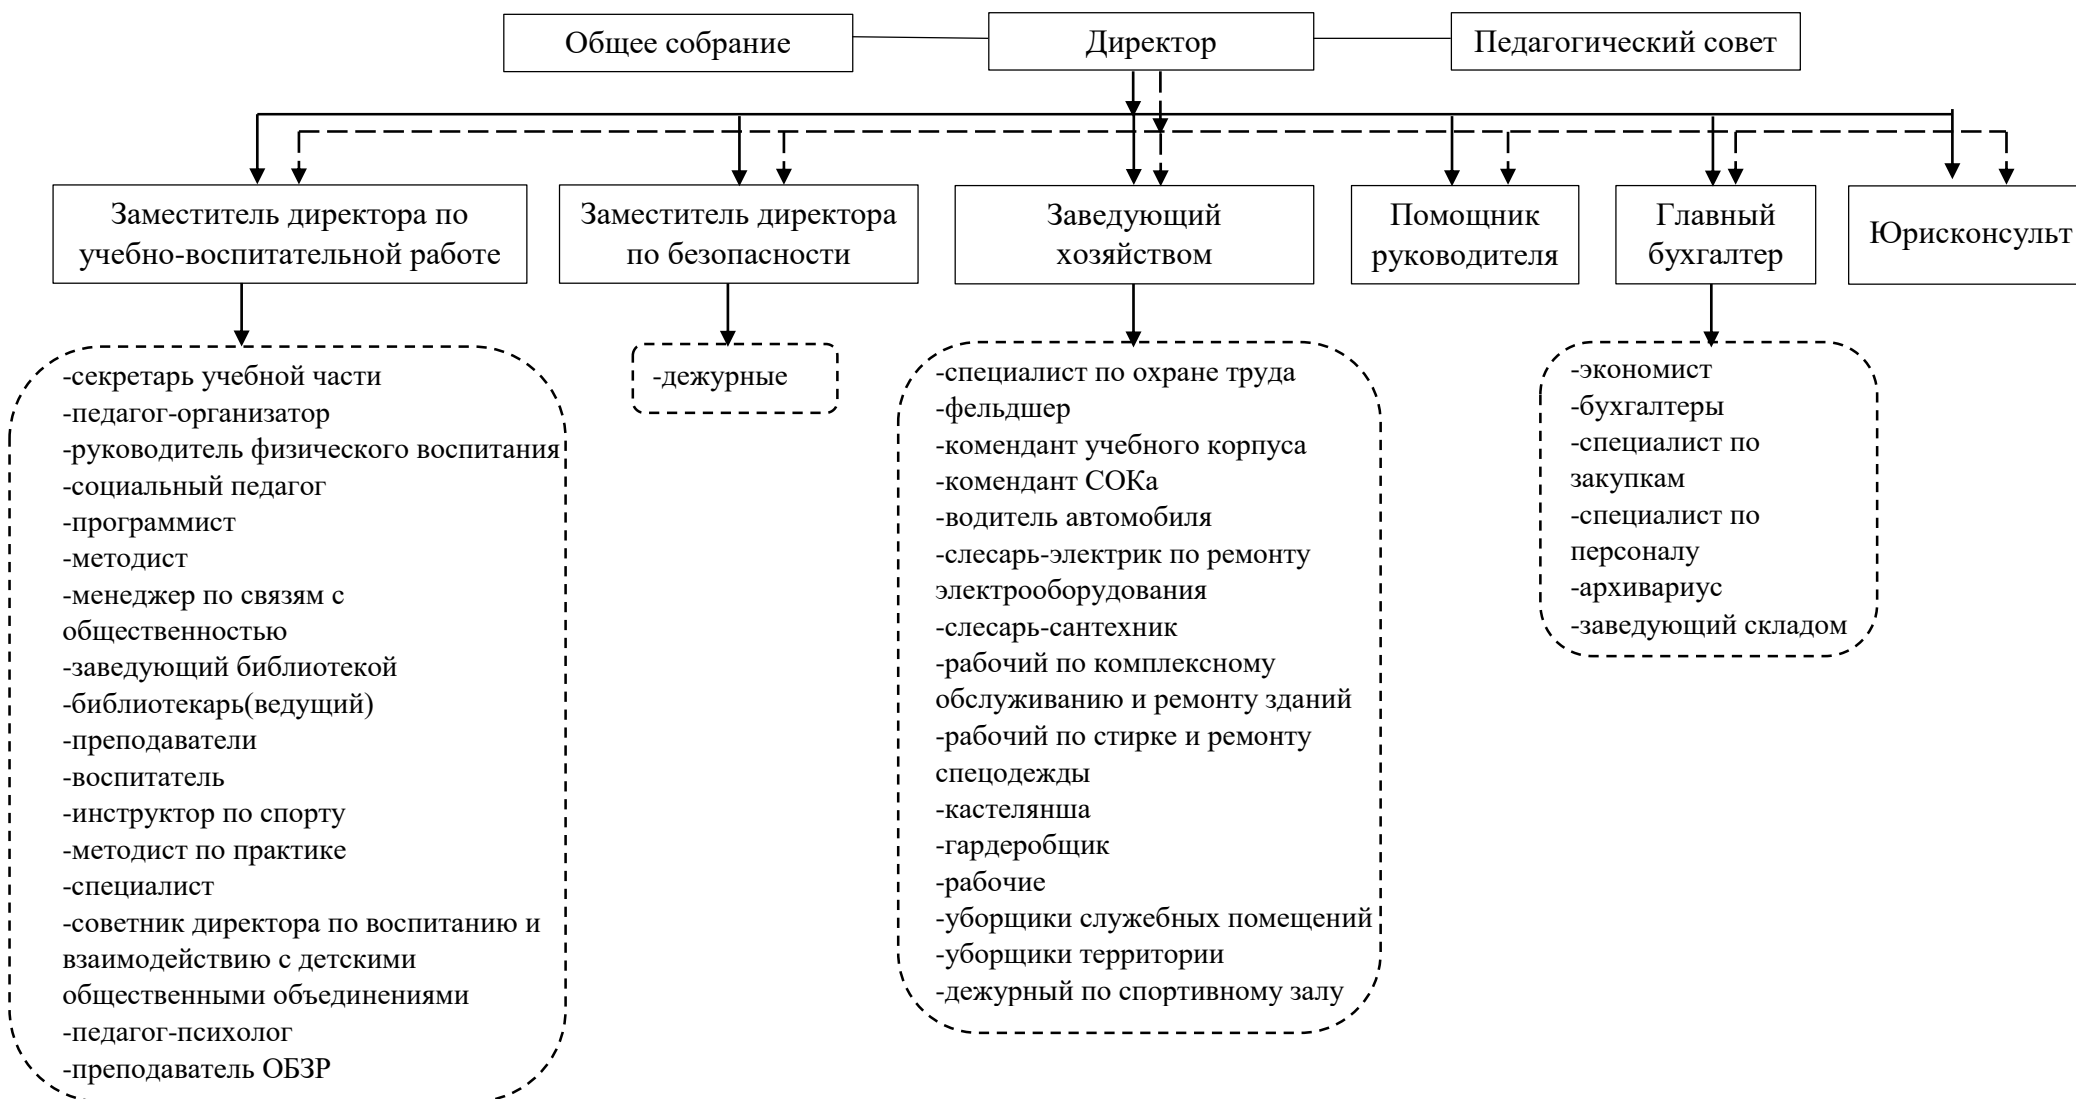 Общее собрание
Директор
Педагогический совет
Заместитель директора по
учебно-воспитательной работе
Заместитель директора
по безопасности
Заведующий
хозяйством
Помощник
руководителя
Главный
бухгалтер
Юрисконсульт
-секретарь учебной части
-педагог-организатор
-руководитель физического воспитания
-социальный педагог
-программист
-методист
-менеджер по связям с
общественностью
-заведующий библиотекой
-библиотекарь(ведущий)
-преподаватели
-воспитатель
-инструктор по спорту
-методист по практике
-специалист
-советник директора по воспитанию и
взаимодействию с детскими
общественными объединениями
-педагог-психолог
-преподаватель ОБЗР
-дежурные
-специалист по охране труда
-фельдшер
-комендант учебного корпуса
-комендант СОКа
-водитель автомобиля
-слесарь-электрик по ремонту
электрооборудования
-слесарь-сантехник
-рабочий по комплексному
обслуживанию и ремонту зданий
-рабочий по стирке и ремонту
спецодежды
-кастелянша
-гардеробщик
-рабочие
-уборщики служебных помещений
-уборщики территории
-дежурный по спортивному залу
-экономист
-бухгалтеры
-специалист по
закупкам
-специалист по
персоналу
-архивариус
-заведующий складом